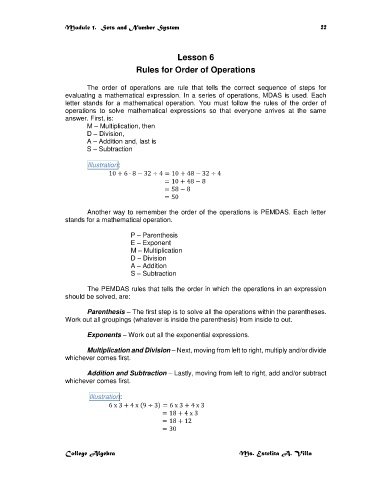 Module 1. Sets and Number System 22
Lesson 6
Rules for Order of Operations
The order of operations are rule that tells the correct sequence of steps for
evaluating a mathematical expression. In a series of operations, MDAS is used. Each
letter stands for a mathematical operation. You must follow the rules of the order of
operations to solve mathematical expressions so that everyone arrives at the same
answer. First, is:
M – Multiplication, then
D – Division,
A – Addition and, last is
S – Subtraction
Illustration:
10 + 6 · 8 − 32 ÷ 4 = 10 + 48 − 32 ÷ 4
= 10 + 48 − 8
= 58 − 8
= 50
Another way to remember the order of the operations is PEMDAS. Each letter
stands for a mathematical operation.
P – Parenthesis
E – Exponent
M – Multiplication
D – Division
A – Addition
S – Subtraction
The PEMDAS rules that tells the order in which the operations in an expression
should be solved, are:
Parenthesis – The first step is to solve all the operations within the parentheses.
Work out all groupings (whatever is inside the parenthesis) from inside to out.
Exponents – Work out all the exponential expressions.
Multiplication and Division – Next, moving from left to right, multiply and/or divide
whichever comes first.
Addition and Subtraction – Lastly, moving from left to right, add and/or subtract
whichever comes first.
Illustration:
6 x 3 + 4 x (9 ÷ 3) = 6 x 3 + 4 x 3
= 18 + 4 x 3
= 18 + 12
= 30
College Algebra Ms. Estelita A. Villa